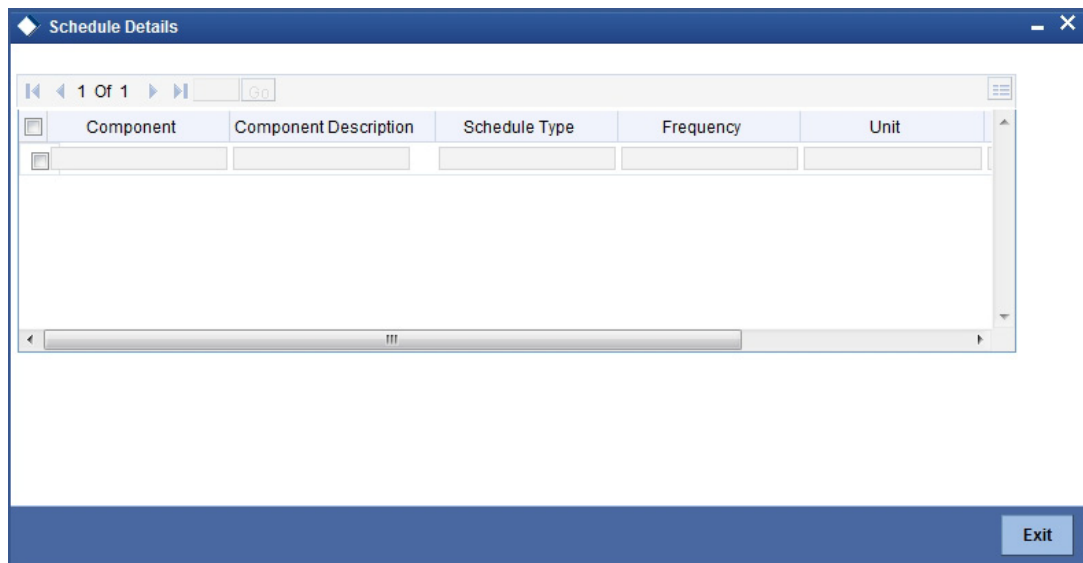 Schedule Details
1 Of 1 Go
Component Component Description Schedule Type Frequency Unit
Exit